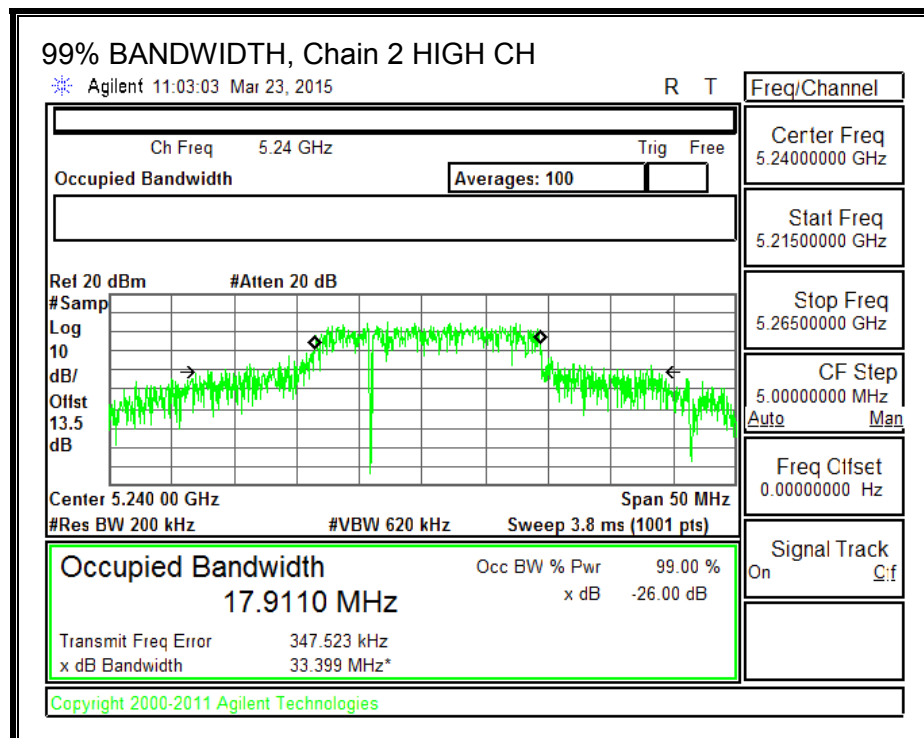 99% BANDWIDTH, Chain 2 HIGH CH
Agilent 11:03:03 Mar 23, 2015 R T
Freq/Channel
Ch Freq 5.24 GHz Trig Free
Occupied Bandwidth Averages: 100
Center Freq
5.24000000 GHz
Start Freq
5.21500000 GHz
Stop Freq
5.26500000 GHz
CF Step
5.00000000 MHz
Auto Man
Freq Offset
0.00000000 Hz
Signal Track
On Off
Ref 20 dBm #Atten 20 dB
#Samp
Log
10
dB/
Offst
13.5
dB
Center 5.240 00 GHz Span 50 MHz
#Res BW 200 kHz #VBW 620 kHz Sweep 3.8 ms (1001 pts)
Occupied Bandwidth Occ BW % Pwr 99.00 %
17.9110 MHz x dB -26.00 dB
Transmit Freq Error 347.523 kHz
x dB Bandwidth 33.399 MHz*
Copyright 2000-2011 Agilent Technologies